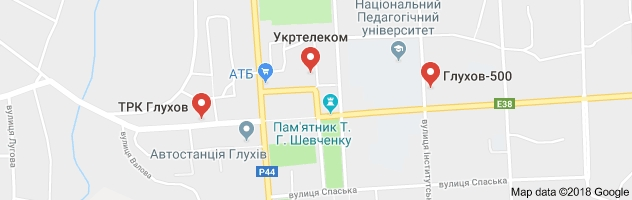 Національний
Педагогічний
університет
Укртелеком
АТБ
Глухов-500
ТРК Глухов
E38
Пам'ятник Т.
Г. Шевченку
Автостанція Глухів
P44
вулиця Лугова
вулиця Валова
вулиця Інститутськ
вулиця Спаська
вулиця Спаська
Map data ©2018 Google